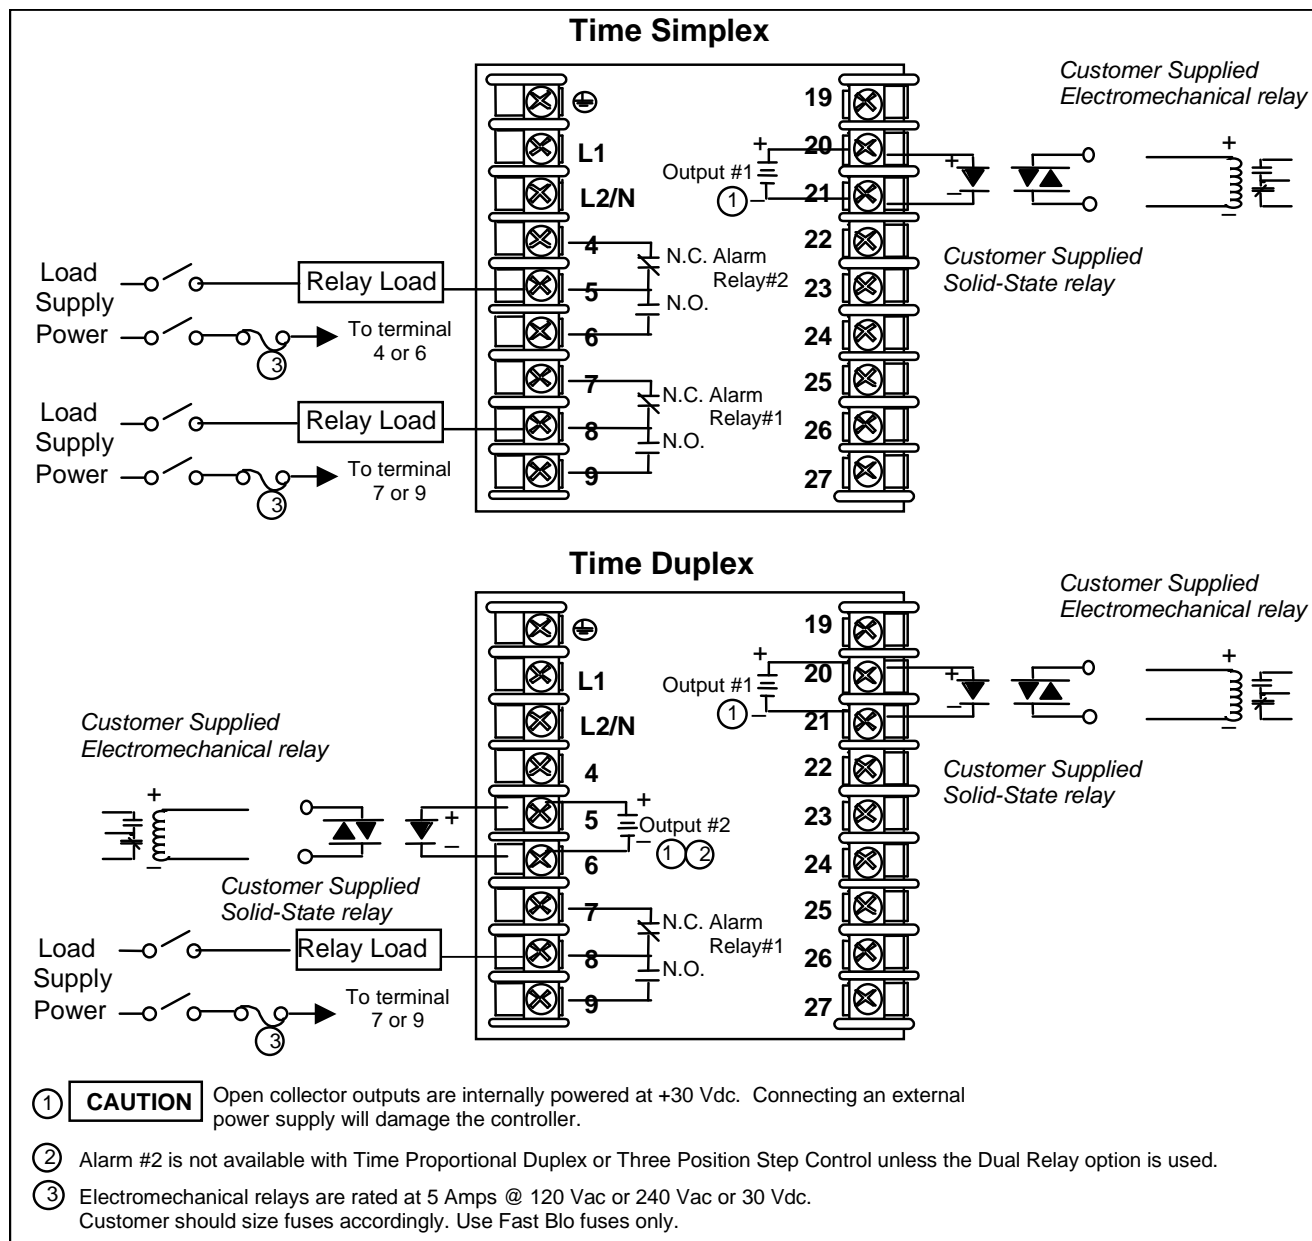 Time Simplex
Customer Supplied
Electromechanical relay
19
L1
+
20
+
+
Output #1
L2/N
1
–
21
–
–
4
N.C. Alarm
Relay#2
22
Customer Supplied
Solid-State relay
Load
Supply
Power
Relay Load
5
23
N.O.
6
24
To terminal
4 or 6
3
7
N.C. Alarm
Relay#1
25
Load
Supply
Power
Relay Load
8
26
N.O.
9
27
To terminal
7 or 9
3
Time Duplex
Customer Supplied
Electromechanical relay
19
L1
+
20
+
+
Output #1
L2/N
1
–
21
–
–
Customer Supplied
Electromechanical relay
4
22
Customer Supplied
Solid-State relay
+
+
5
+
Output #2
23
–
–
6
–
1
2
24
Customer Supplied
Solid-State relay
7
N.C. Alarm
Relay#1
25
Load
Supply
Power
Relay Load
8
26
N.O.
9
27
To terminal
7 or 9
3
1 CAUTION Open collector outputs are internally powered at +30 Vdc. Connecting an external
power supply will damage the controller.
2 Alarm #2 is not available with Time Proportional Duplex or Three Position Step Control unless the Dual Relay option is used.
3 Electromechanical relays are rated at 5 Amps @ 120 Vac or 240 Vac or 30 Vdc.
Customer should size fuses accordingly. Use Fast Blo fuses only.